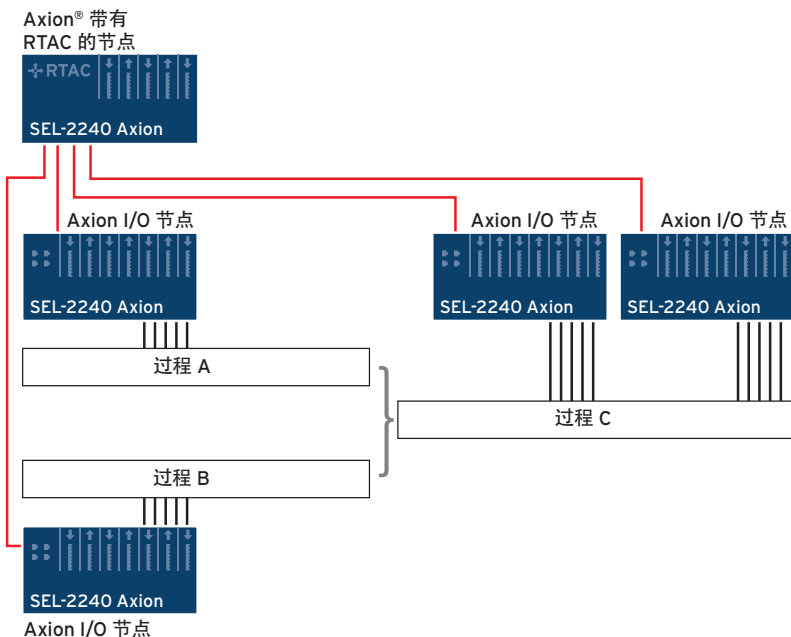 Axion® 带有
RTAC 的节点
RTAC
SEL-2240 Axion
Axion I/O 节点
Axion I/O 节点
Axion I/O 节点
SEL-2240 Axion
SEL-2240 Axion
SEL-2240 Axion
过程 A
过程 C
过程 B
SEL-2240 Axion
Axion I/O 节点